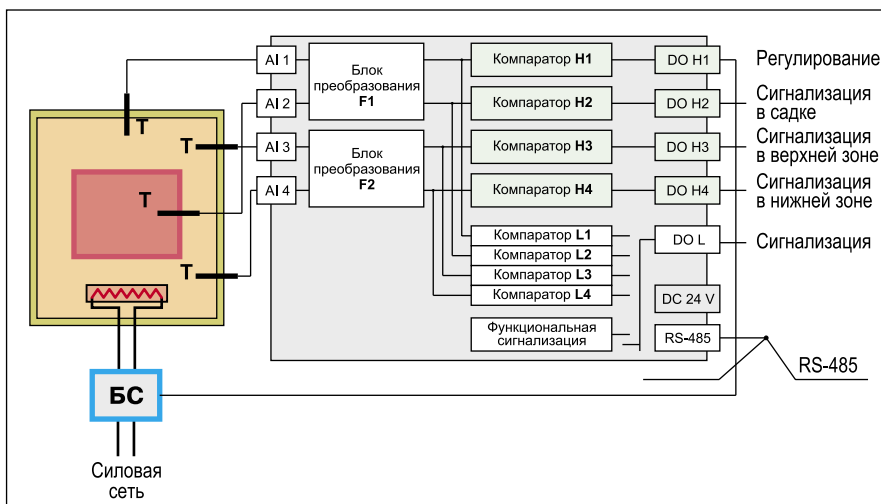 AI 1
Блок
преобразования
F1
Компаратор H1
DO H1
Регулирование
AI 2
Компаратор H2
DO H2
Сигнализация
в садке
T
T
AI 3
Блок
преобразования
F2
Компаратор H3
DO H3
Сигнализация
в верхней зоне
T
AI 4
Компаратор H4
DO H4
Сигнализация
в нижней зоне
T
Компаратор L1
Компаратор L2
Компаратор L3
Компаратор L4
DO L
Сигнализация
DC 24 V
Функциональная
сигнализация
RS-485
RS-485
БС
Силовая
сеть